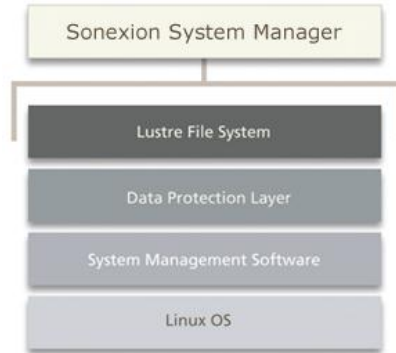 Sonexion System Manager
Lustre File System
Data Protection Layer
System Management Software
Linux OS